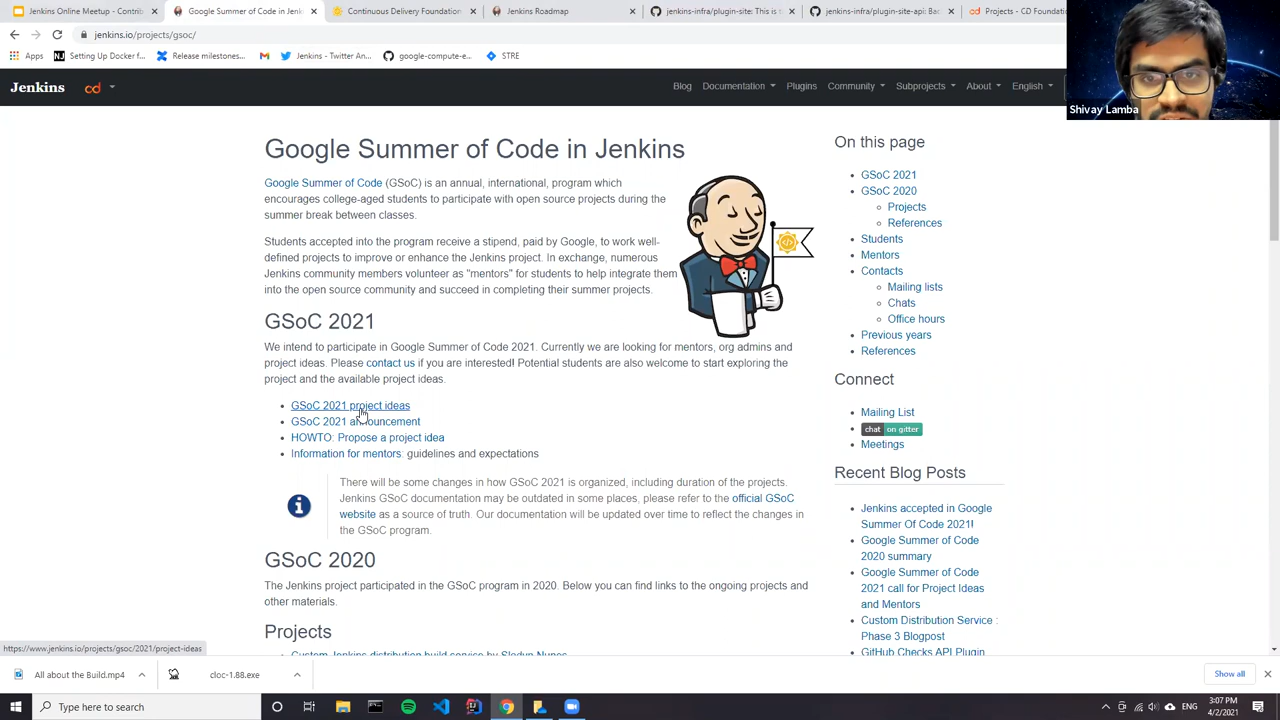 Jenkins Online Meetup - Contrib
Google Summer of Code in Jenkin
Continuous Delivery Foundation
Jenkins Roadmap
jenkins-infra/plugin-site: This is t
jenkins-infra/plugin-site-api: Bac
Projects - CD Foundation
jenkins.io/projects/gsoc/
Apps
Setting Up Docker f...
Release milestones...
Jenkins - Twitter An...
google-compute-e...
STRE
Jenkins
cd
Blog
Documentation
Plugins
Community
Subprojects
About
English
Shivay Lamba
Google Summer of Code in Jenkins
Google Summer of Code (GSoC) is an annual, international, program which
encourages college-aged students to participate with open source projects during the
summer break between classes.
Students accepted into the program receive a stipend, paid by Google, to work well-
defined projects to improve or enhance the Jenkins project. In exchange, numerous
Jenkins community members volunteer as "mentors" for students to help integrate them
into the open source community and succeed in completing their summer projects.
GSoC 2021
We intend to participate in Google Summer of Code 2021. Currently we are looking for mentors, org admins and
project ideas. Please contact us if you are interested! Potential students are also welcome to start exploring the
project and the available project ideas.
GSoC 2021 project ideas
GSoC 2021 announcement
HOWTO: Propose a project idea
Information for mentors: guidelines and expectations
There will be some changes in how GSoC 2021 is organized, including duration of the projects.
Jenkins GSoC documentation may be outdated in some places, please refer to the official GSoC
website as a source of truth. Our documentation will be updated over time to reflect the changes in
the GSoC program.
GSoC 2020
The Jenkins project participated in the GSoC program in 2020. Below you can find links to the ongoing projects and
other materials.
Projects
Custom Jenkins distribution build service by Sladyn Nunes
On this page
GSoC 2021
GSoC 2020
Projects
References
Students
Mentors
Contacts
Mailing lists
Chats
Office hours
Previous years
References
Connect
Mailing List
chat on gitter
Meetings
Recent Blog Posts
Jenkins accepted in Google
Summer Of Code 2021!
Google Summer of Code
2020 summary
Google Summer of Code
2021 call for Project Ideas
and Mentors
Custom Distribution Service :
Phase 3 Blogpost
GitHub Checks API Plugin
https://www.jenkins.io/projects/gsoc/2021/project-ideas
All about the Build.mp4
cloc-1.88.exe
Show all
Type here to search
3:07 PM
4/2/2021